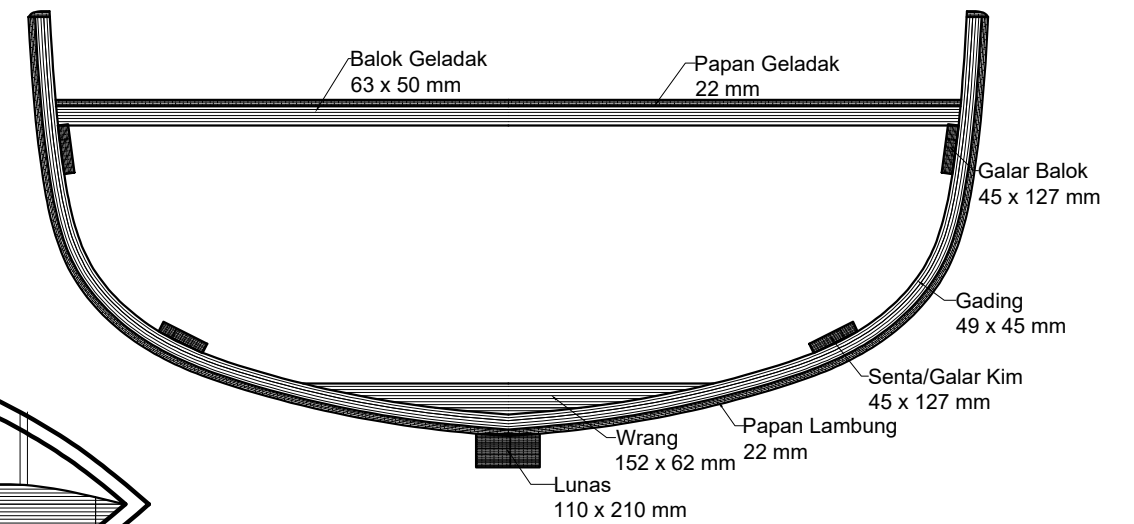 Balok Geladak
63 x 50 mm
Papan Geladak
22 mm
Galar Balok
45 x 127 mm
Gading
49 x 45 mm
Senta/Galar Kim
45 x 127 mm
Papan Lambung
22 mm
Wrang
152 x 62 mm
Lunas
110 x 210 mm